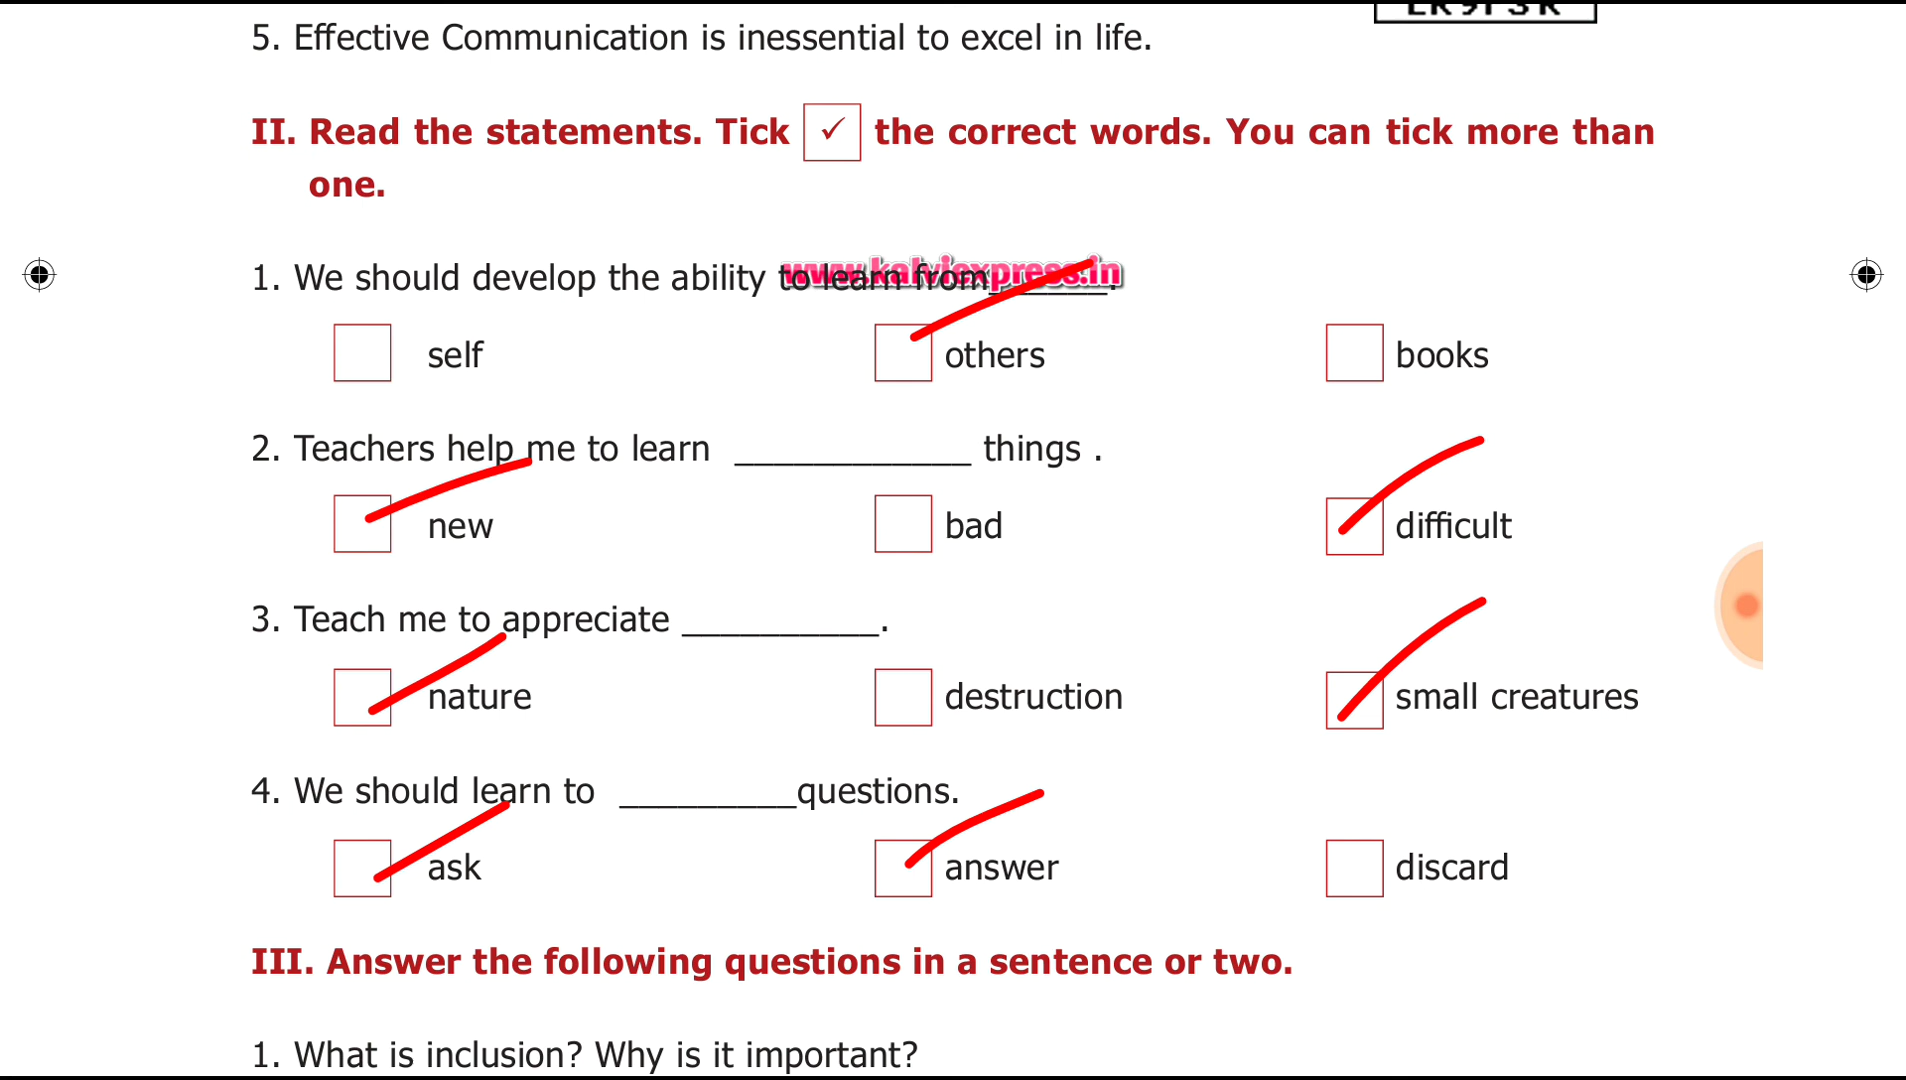 5. Effective Communication is inessential to excel in life.
II. Read the statements. Tick ✓ the correct words. You can tick more than
one.
1. We should develop the ability to learn from______.
www.kalviexpress.in
self others books
2. Teachers help me to learn ____________ things .
new bad difficult
3. Teach me to appreciate __________.
nature destruction small creatures
4. We should learn to _________questions.
ask answer discard
III. Answer the following questions in a sentence or two.
1. What is inclusion? Why is it important?